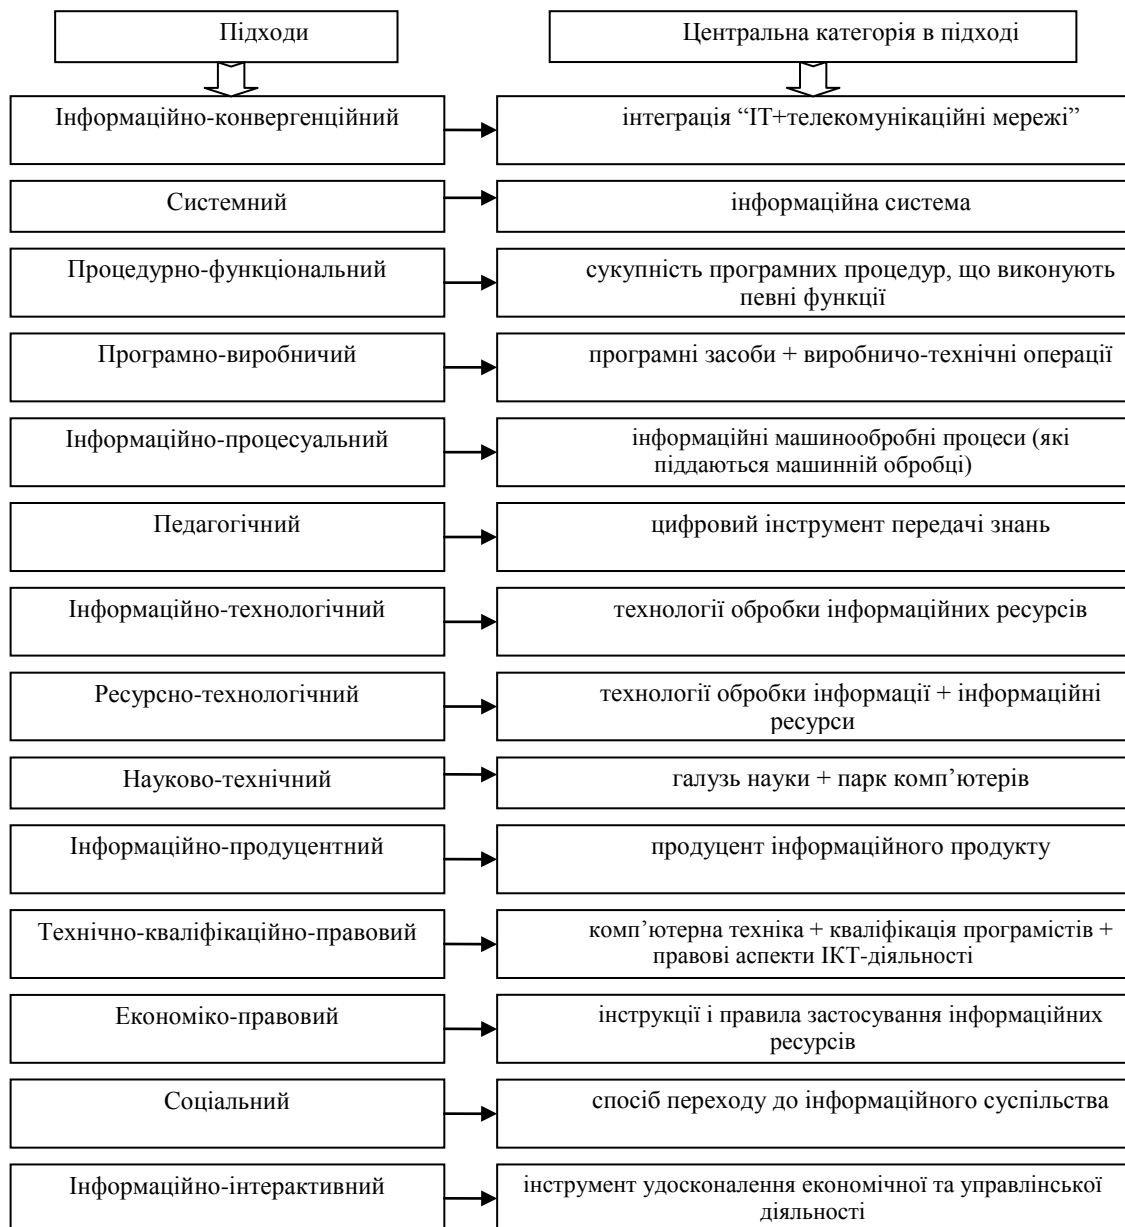 Підходи
Центральна категорія в підході
Інформаційно-конвергенційний
інтеграція “ІТ+телекомунікаційні мережі”
Системний
інформаційна система
Процедурно-функціональний
сукупність програмних процедур, що виконують
певні функції
Програмно-виробничий
програмні засоби + виробничо-технічні операції
Інформаційно-процесуальний
інформаційні машинообробні процеси (які
піддаються машинній обробці)
Педагогічний
цифровий інструмент передачі знань
Інформаційно-технологічний
технології обробки інформаційних ресурсів
Ресурсно-технологічний
технології обробки інформації + інформаційні
ресурси
Науково-технічний
галузь науки + парк комп’ютерів
Інформаційно-продуцентний
продуцент інформаційного продукту
Технічно-кваліфікаційно-правовий
комп’ютерна техніка + кваліфікація програмістів +
правові аспекти ІКТ-діяльності
Економіко-правовий
інструкції і правила застосування інформаційних
ресурсів
Соціальний
спосіб переходу до інформаційного суспільства
Інформаційно-інтерактивний
інструмент удосконалення економічної та управлінської
діяльності